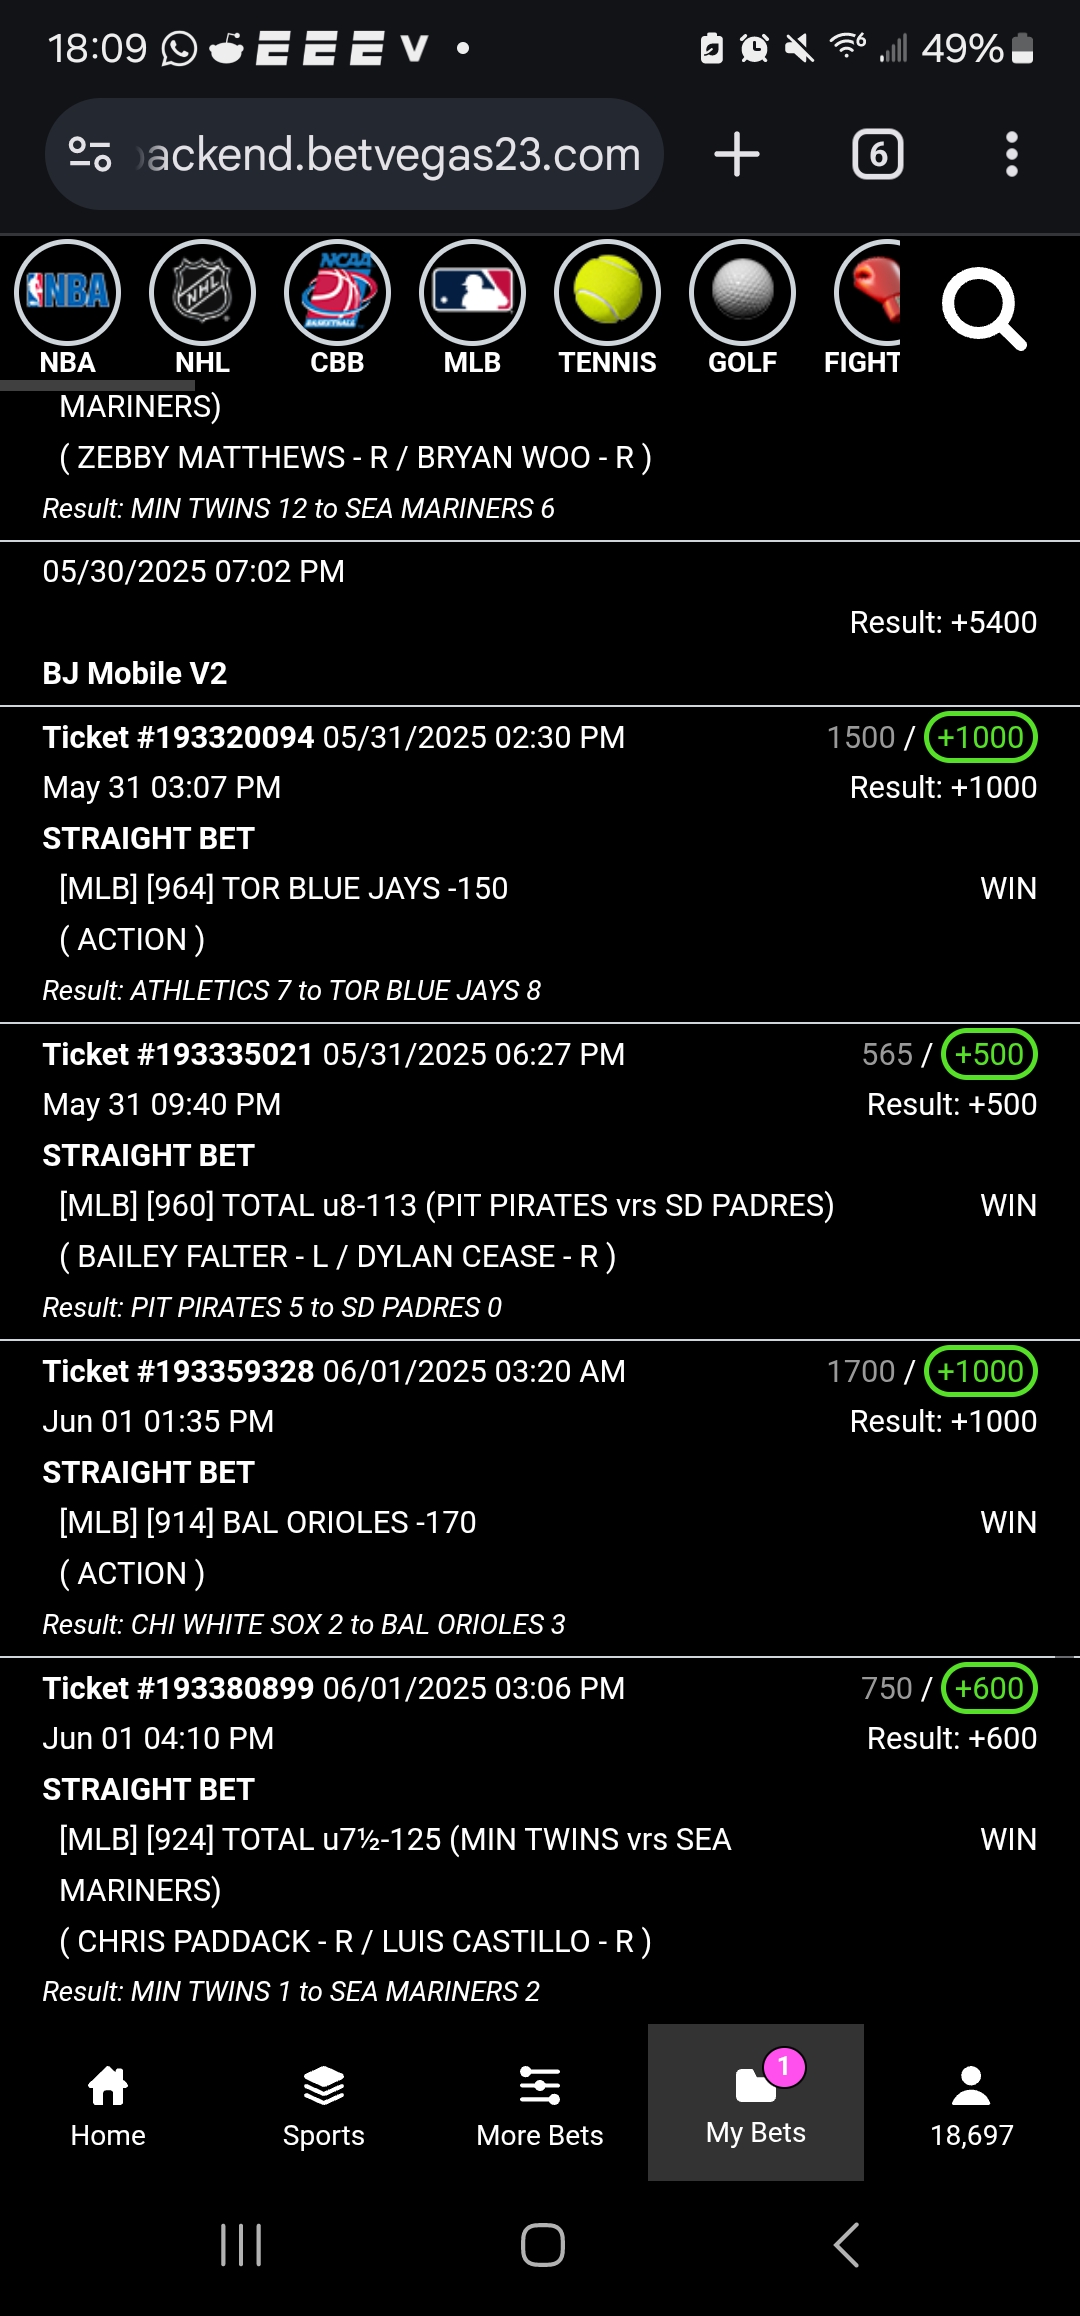 18:09 V 6 49%
ackend.betvegas23.com 6
NBA NHL NCAA BASKETBALL
NBA NHL CBB MLB TENNIS GOLF FIGHT
MARINERS)
( ZEBBY MATTHEWS - R / BRYAN WOO - R )
Result: MIN TWINS 12 to SEA MARINERS 6
05/30/2025 07:02 PM
Result: +5400
BJ Mobile V2
Ticket #193320094 05/31/2025 02:30 PM 1500 / +1000
May 31 03:07 PM Result: +1000
STRAIGHT BET
[MLB] [964] TOR BLUE JAYS -150 WIN
( ACTION )
Result: ATHLETICS 7 to TOR BLUE JAYS 8
Ticket #193335021 05/31/2025 06:27 PM 565 / +500
May 31 09:40 PM Result: +500
STRAIGHT BET
[MLB] [960] TOTAL u8-113 (PIT PIRATES vrs SD PADRES) WIN
( BAILEY FALTER - L / DYLAN CEASE - R )
Result: PIT PIRATES 5 to SD PADRES 0
Ticket #193359328 06/01/2025 03:20 AM 1700 / +1000
Jun 01 01:35 PM Result: +1000
STRAIGHT BET
[MLB] [914] BAL ORIOLES -170 WIN
( ACTION )
Result: CHI WHITE SOX 2 to BAL ORIOLES 3
Ticket #193380899 06/01/2025 03:06 PM 750 / +600
Jun 01 04:10 PM Result: +600
STRAIGHT BET
[MLB] [924] TOTAL u7½-125 (MIN TWINS vrs SEA WIN
MARINERS)
( CHRIS PADDACK - R / LUIS CASTILLO - R )
Result: MIN TWINS 1 to SEA MARINERS 2
1
Home Sports More Bets My Bets 18,697